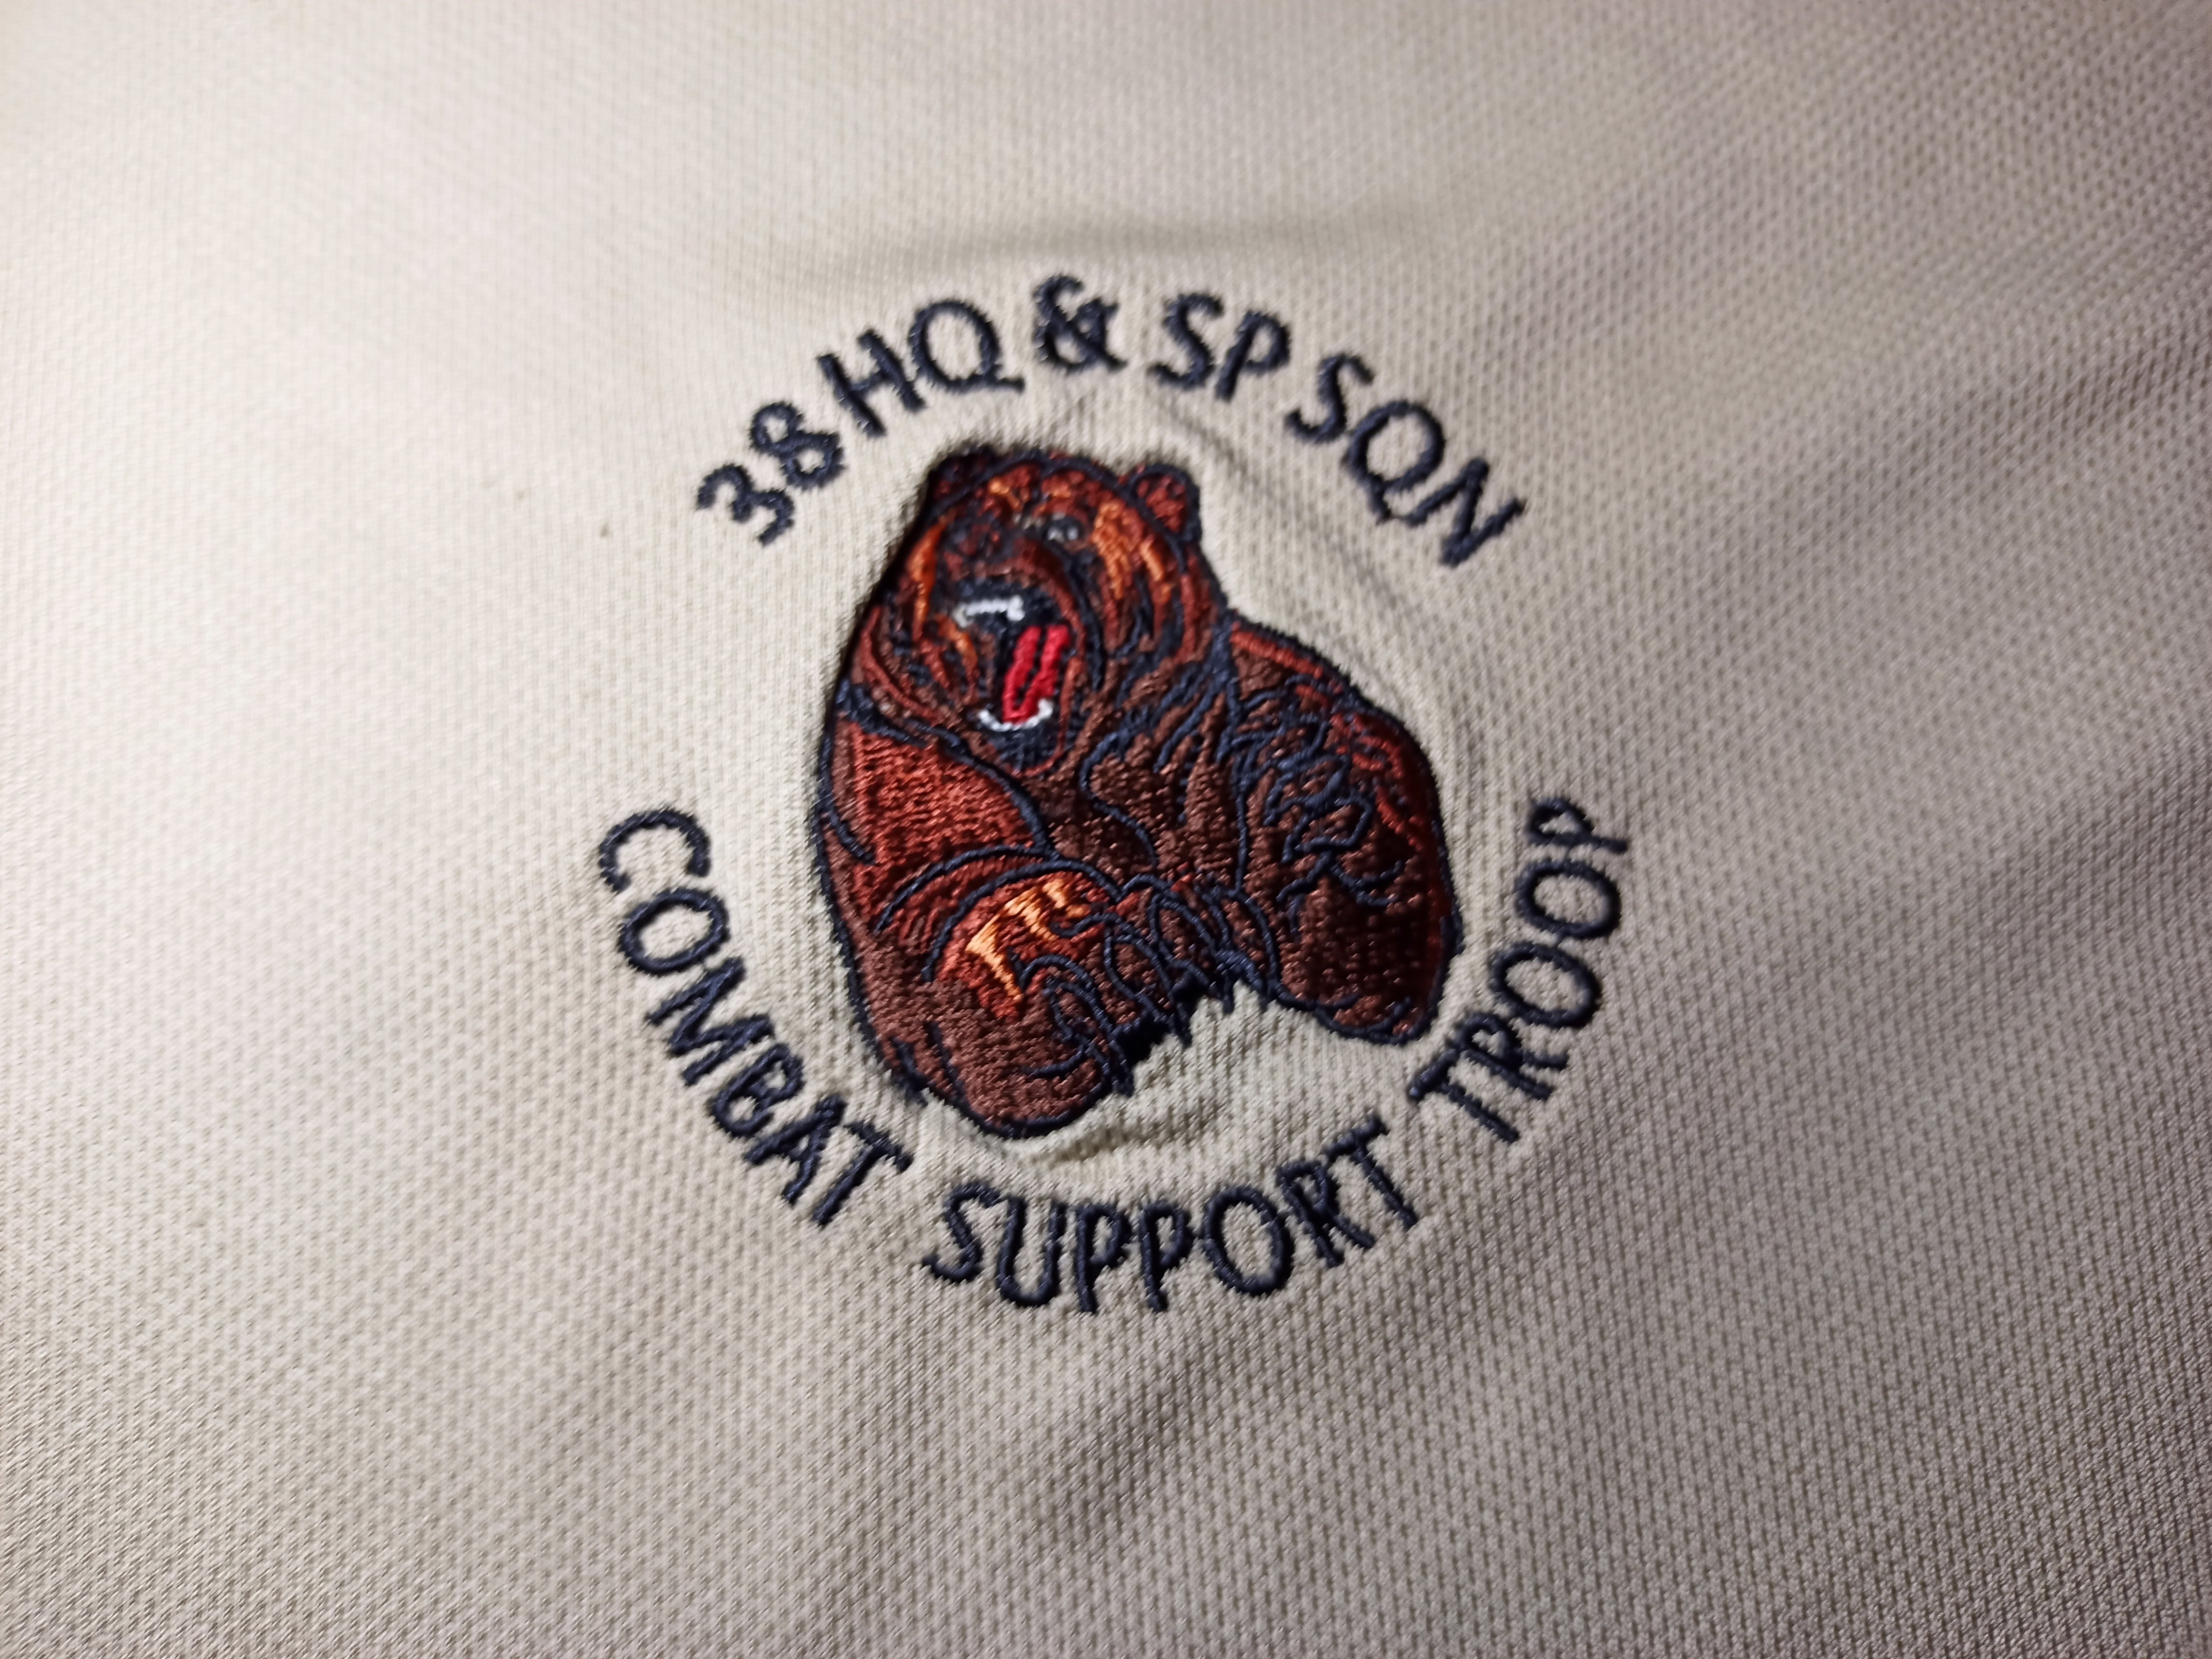 38 HQ & SP SQN
COMBAT SUPPORT TROOP